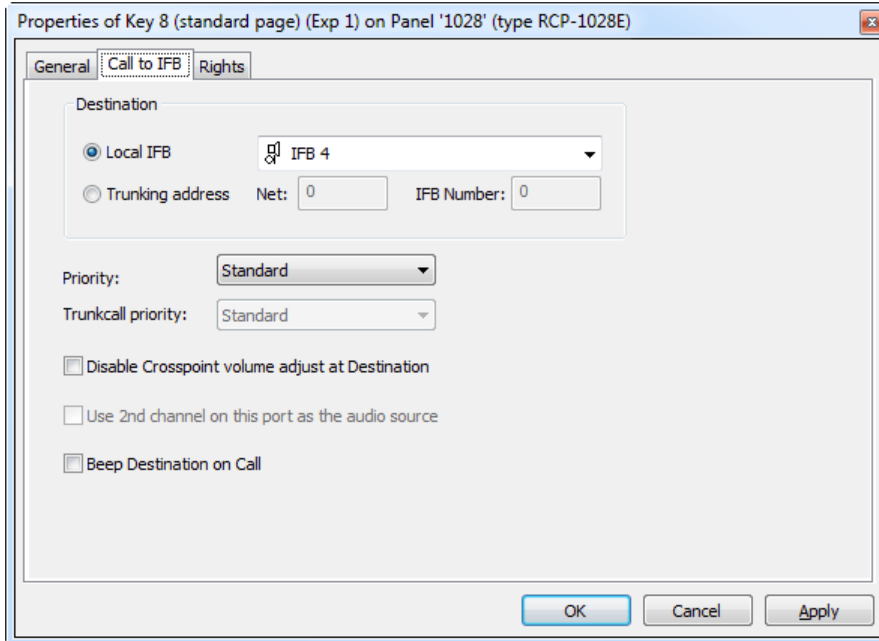 Properties of Key 8 (standard page) (Exp 1) on Panel '1028' (type RCP-1028E)
General Call to IFB Rights
Destination
Local IFB IFB 4
Trunking address Net: 0 IFB Number: 0
Priority: Standard
Trunkcall priority: Standard
Disable Crosspoint volume adjust at Destination
Use 2nd channel on this port as the audio source
Beep Destination on Call
OK Cancel Apply